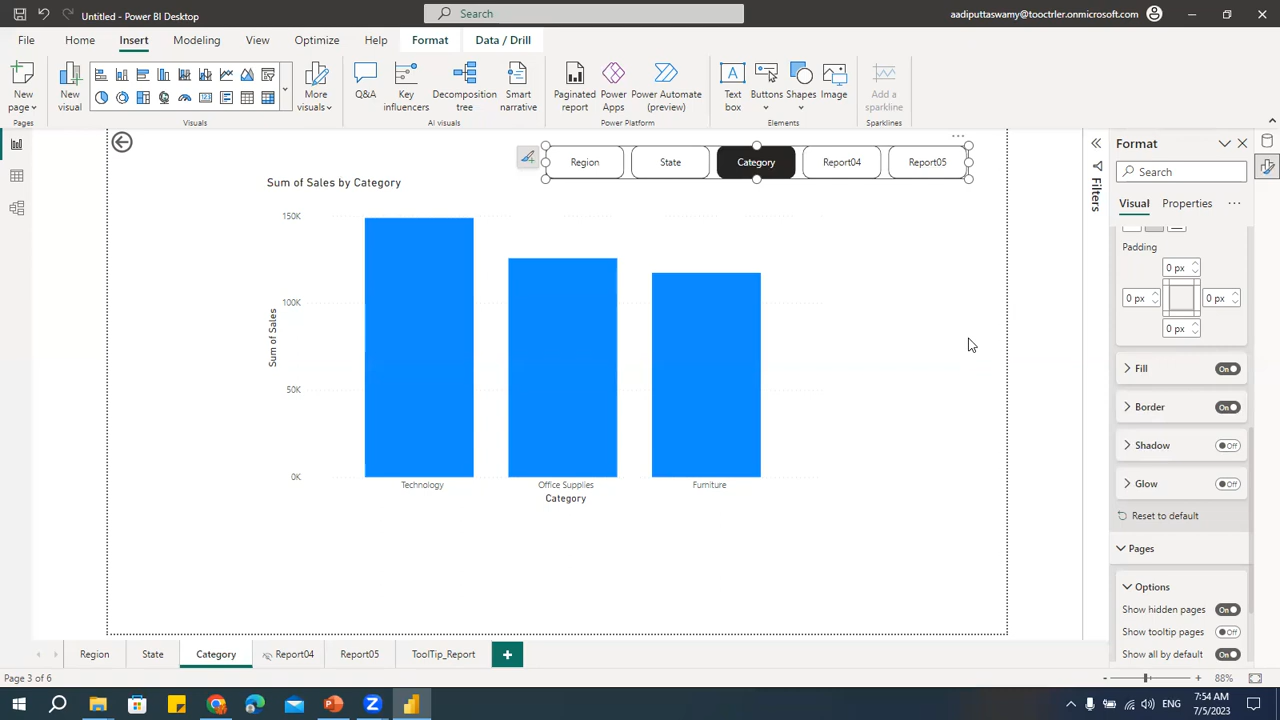 Untitled - Power BI Desktop
Search
aadiputtaswamy@tooctrler.onmicrosoft.com
File
Home
Insert
Modeling
View
Optimize
Help
Format
Data / Drill
New page
New visual
More visuals
Q&A
Key influencers
Decomposition tree
Smart narrative
Paginated report
Power Apps
Power Automate (preview)
Text box
Buttons
Shapes
Image
Add a sparkline
Pages
Visuals
AI visuals
Power Platform
Elements
Sparklines
Region
State
Category
Report04
Report05
Sum of Sales by Category
150K
100K
50K
0K
Sum of Sales
Technology
Office Supplies
Furniture
Category
Filters
Format
Search
Visual
Properties
Padding
0 px
0 px
0 px
0 px
Fill
On
Border
On
Shadow
Off
Glow
Off
Reset to default
Pages
Options
Show hidden pages
On
Show tooltip pages
Off
Show all by default
On
Region
State
Category
Report04
Report05
ToolTip_Report
Page 3 of 6
88%
ENG
7:54 AM
7/5/2023